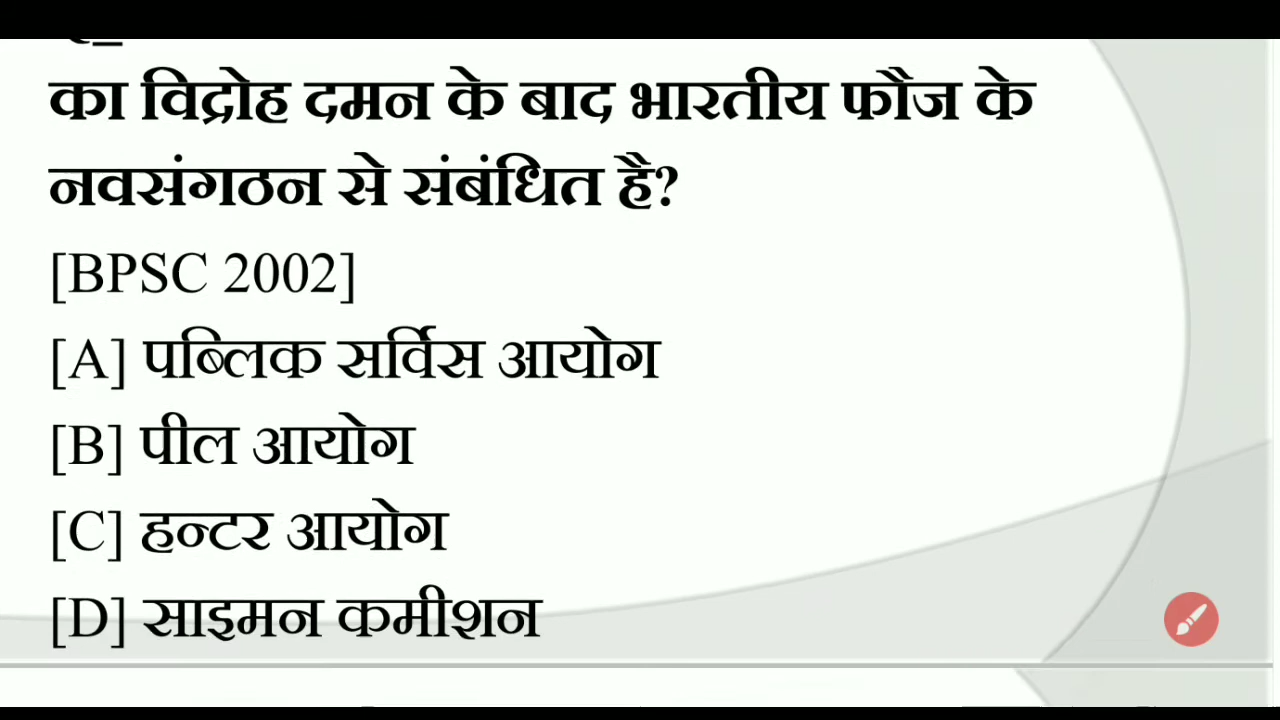 का विद्रोह दमन के बाद भारतीय फौज के
नवसंगठन से संबंधित है?
[BPSC 2002]
[A] पब्लिक सर्विस आयोग
[B] पील आयोग
[C] हन्टर आयोग
[D] साइमन कमीशन